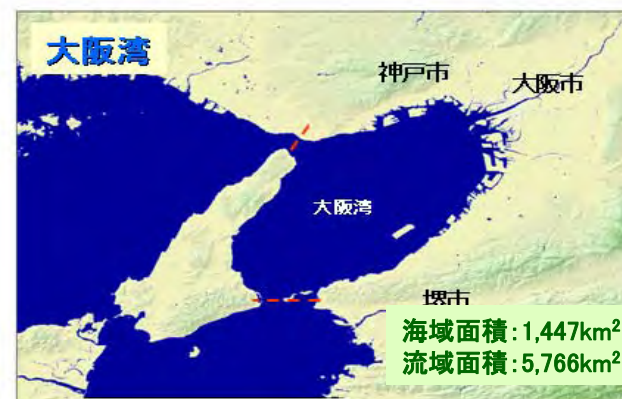 大阪湾
神戸市
大阪市
大阪湾
堺市
海域面積:1,447km²
流域面積:5,766km²